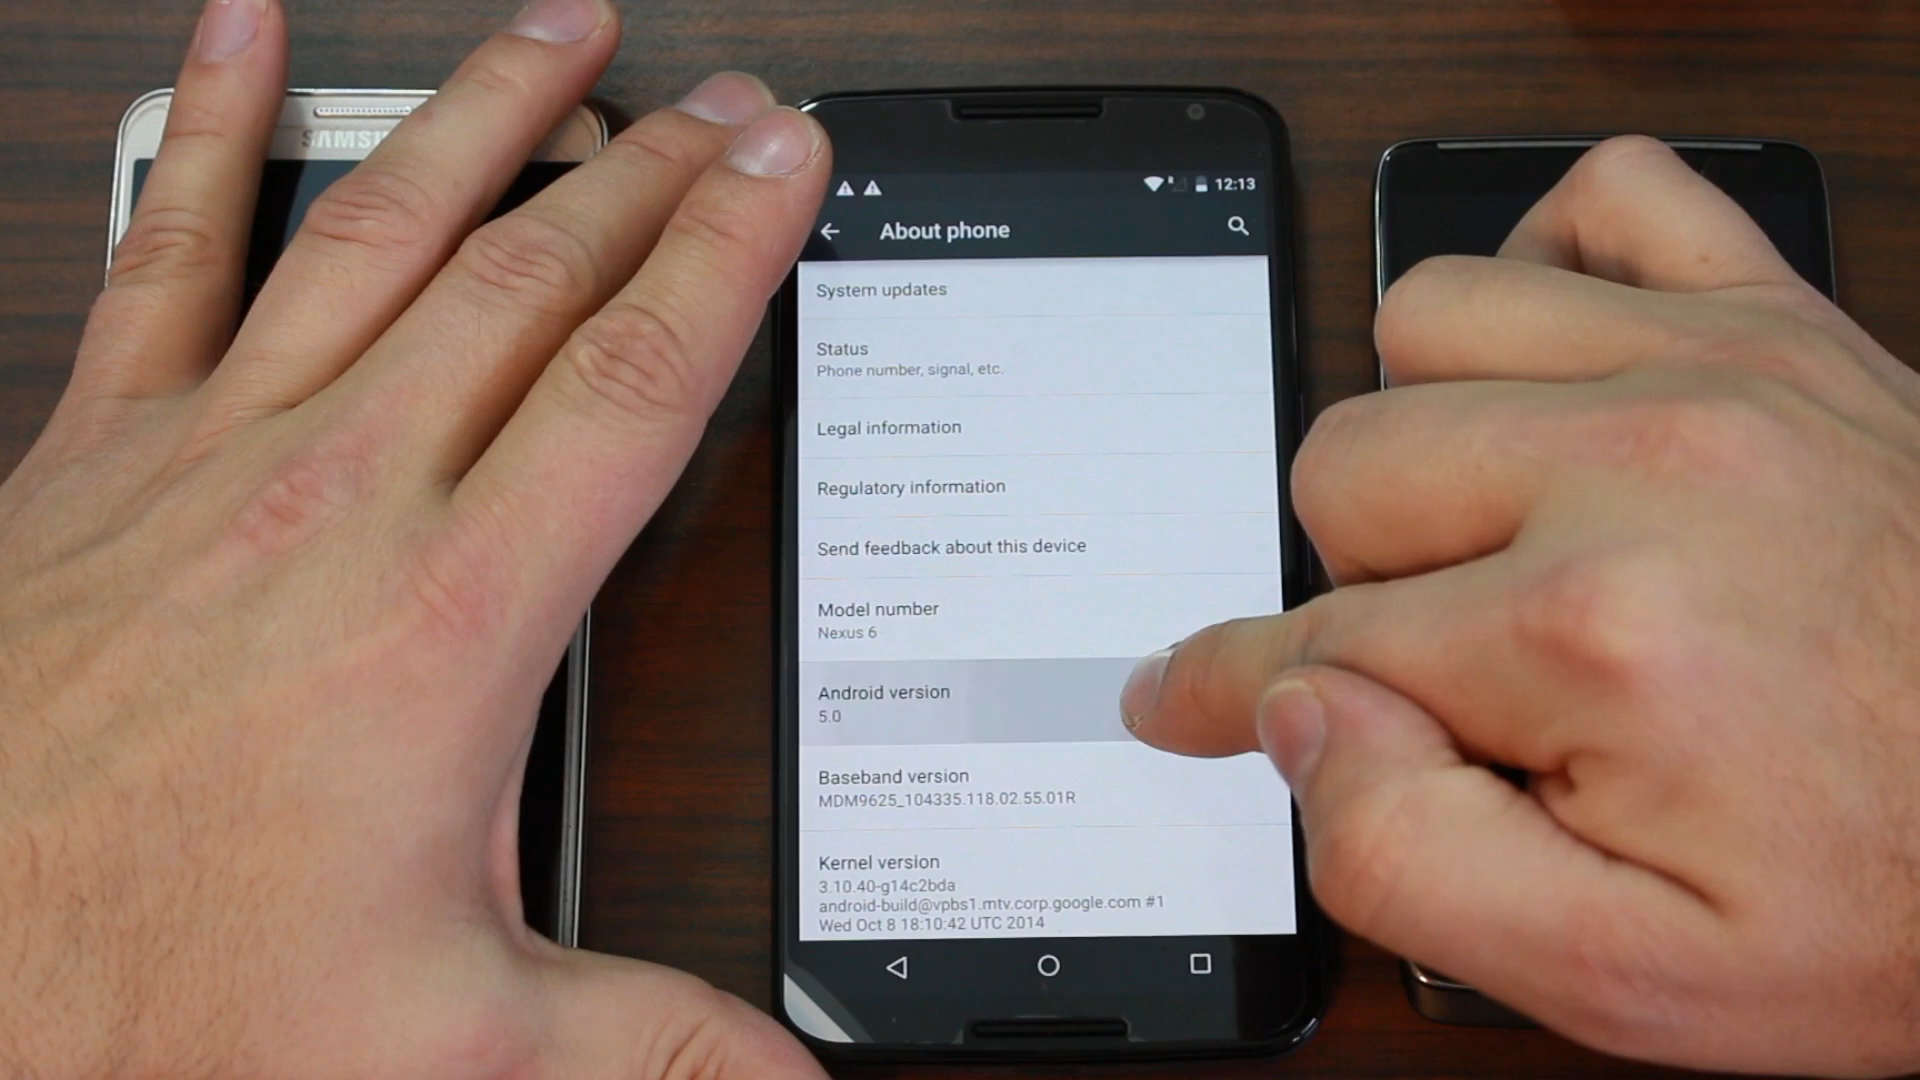 12:13
About phone
System updates
Status
Phone number, signal, etc.
Legal information
Regulatory information
Send feedback about this device
Model number
Nexus 6
Android version
5.0
Baseband version
MDM9625_104335.118.02.55.01R
Kernel version
3.10.40-g14c2bda
android-build@vpbs1.mtv.corp.google.com #1
Wed Oct 8 18:10:42 UTC 2014